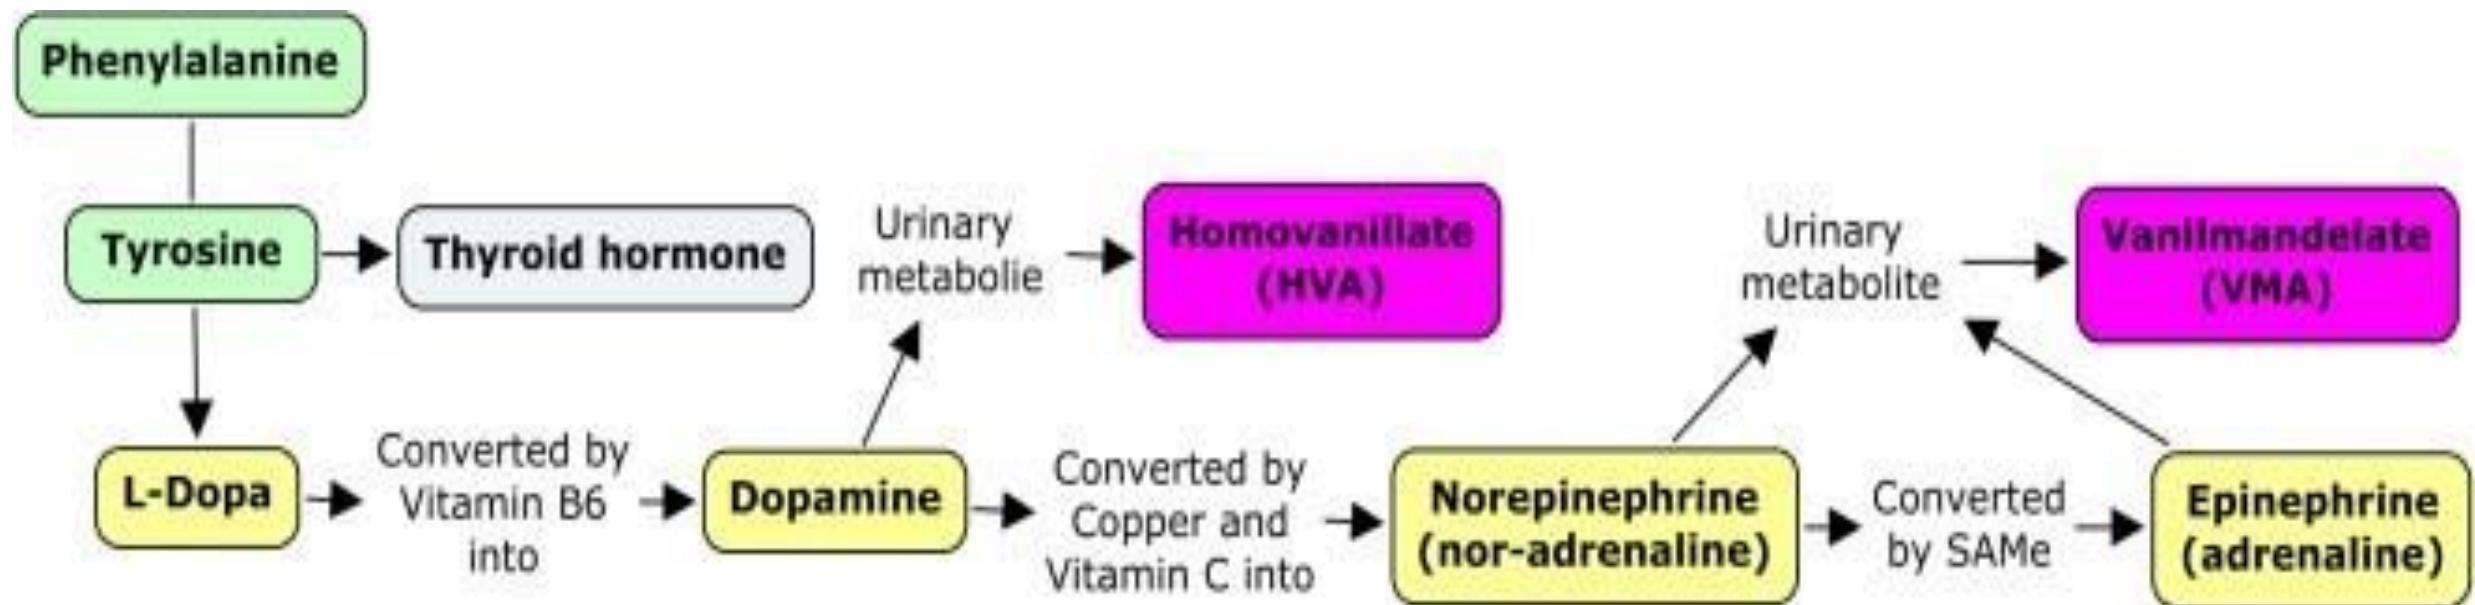 Phenylalanine
Tyrosine
Thyroid hormone
Urinary
metabolie
Homovanillate
(HVA)
Urinary
metabolite
Vanilmandelate
(VMA)
L-Dopa
Converted by
Vitamin B6
into
Dopamine
Converted by
Copper and
Vitamin C into
Norepinephrine
(nor-adrenaline)
Converted
by SAMe
Epinephrine
(adrenaline)